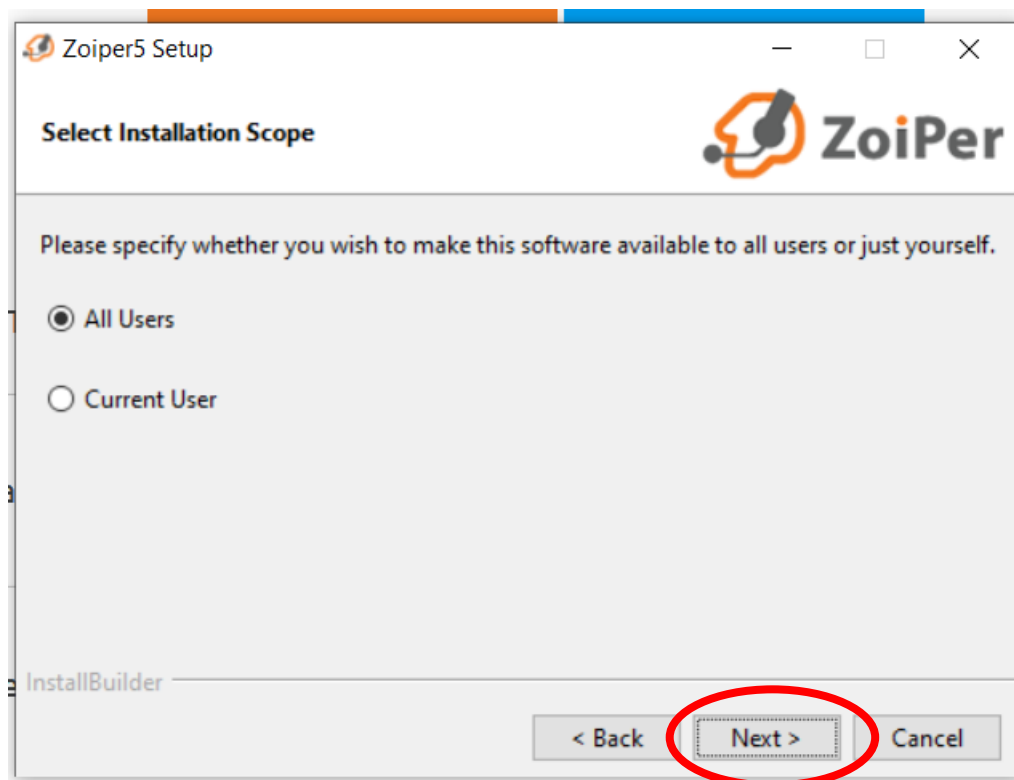 Zoiper5 Setup
Select Installation Scope
ZoiPer
Please specify whether you wish to make this software available to all users or just yourself.
All Users
Current User
InstallBuilder
< Back
Next >
Cancel